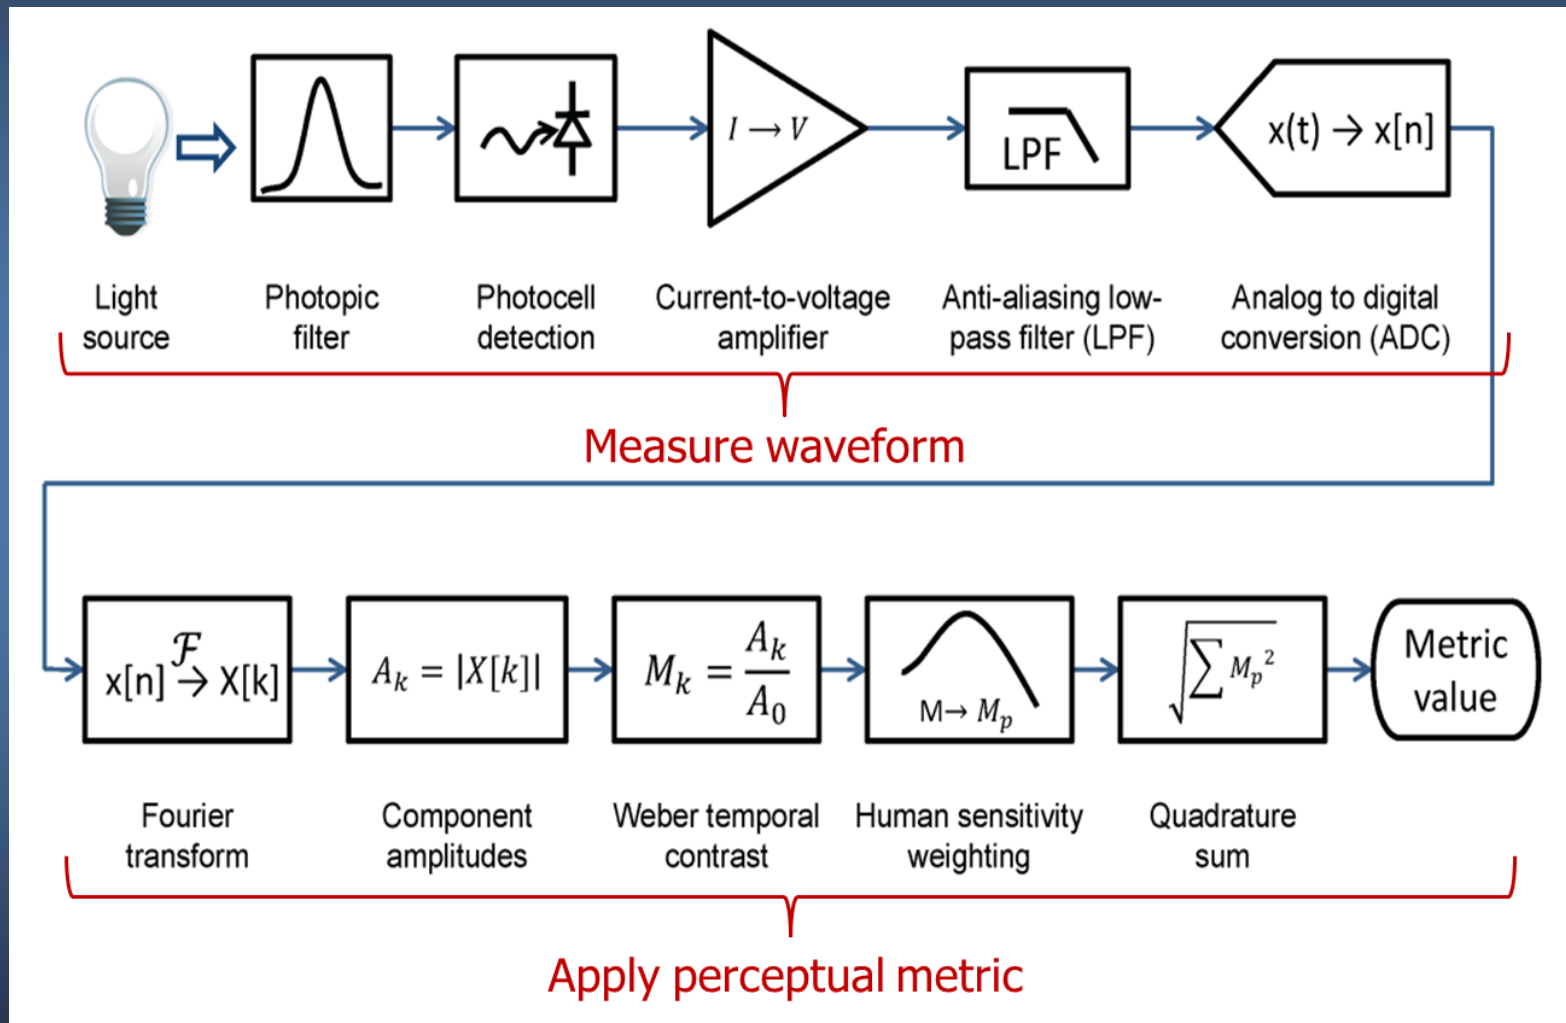 I → V
LPF
x(t) → x[n]
Light
source
Photopic
filter
Photocell
detection
Current-to-voltage
amplifier
Anti-aliasing low-
pass filter (LPF)
Analog to digital
conversion (ADC)
Measure waveform
ℱ
x[n] → X[k]
A_k = |X[k]|
M_k = A_k / A_0
M→ M_p
√∑ M_p²
Metric
value
Fourier
transform
Component
amplitudes
Weber temporal
contrast
Human sensitivity
weighting
Quadrature
sum
Apply perceptual metric